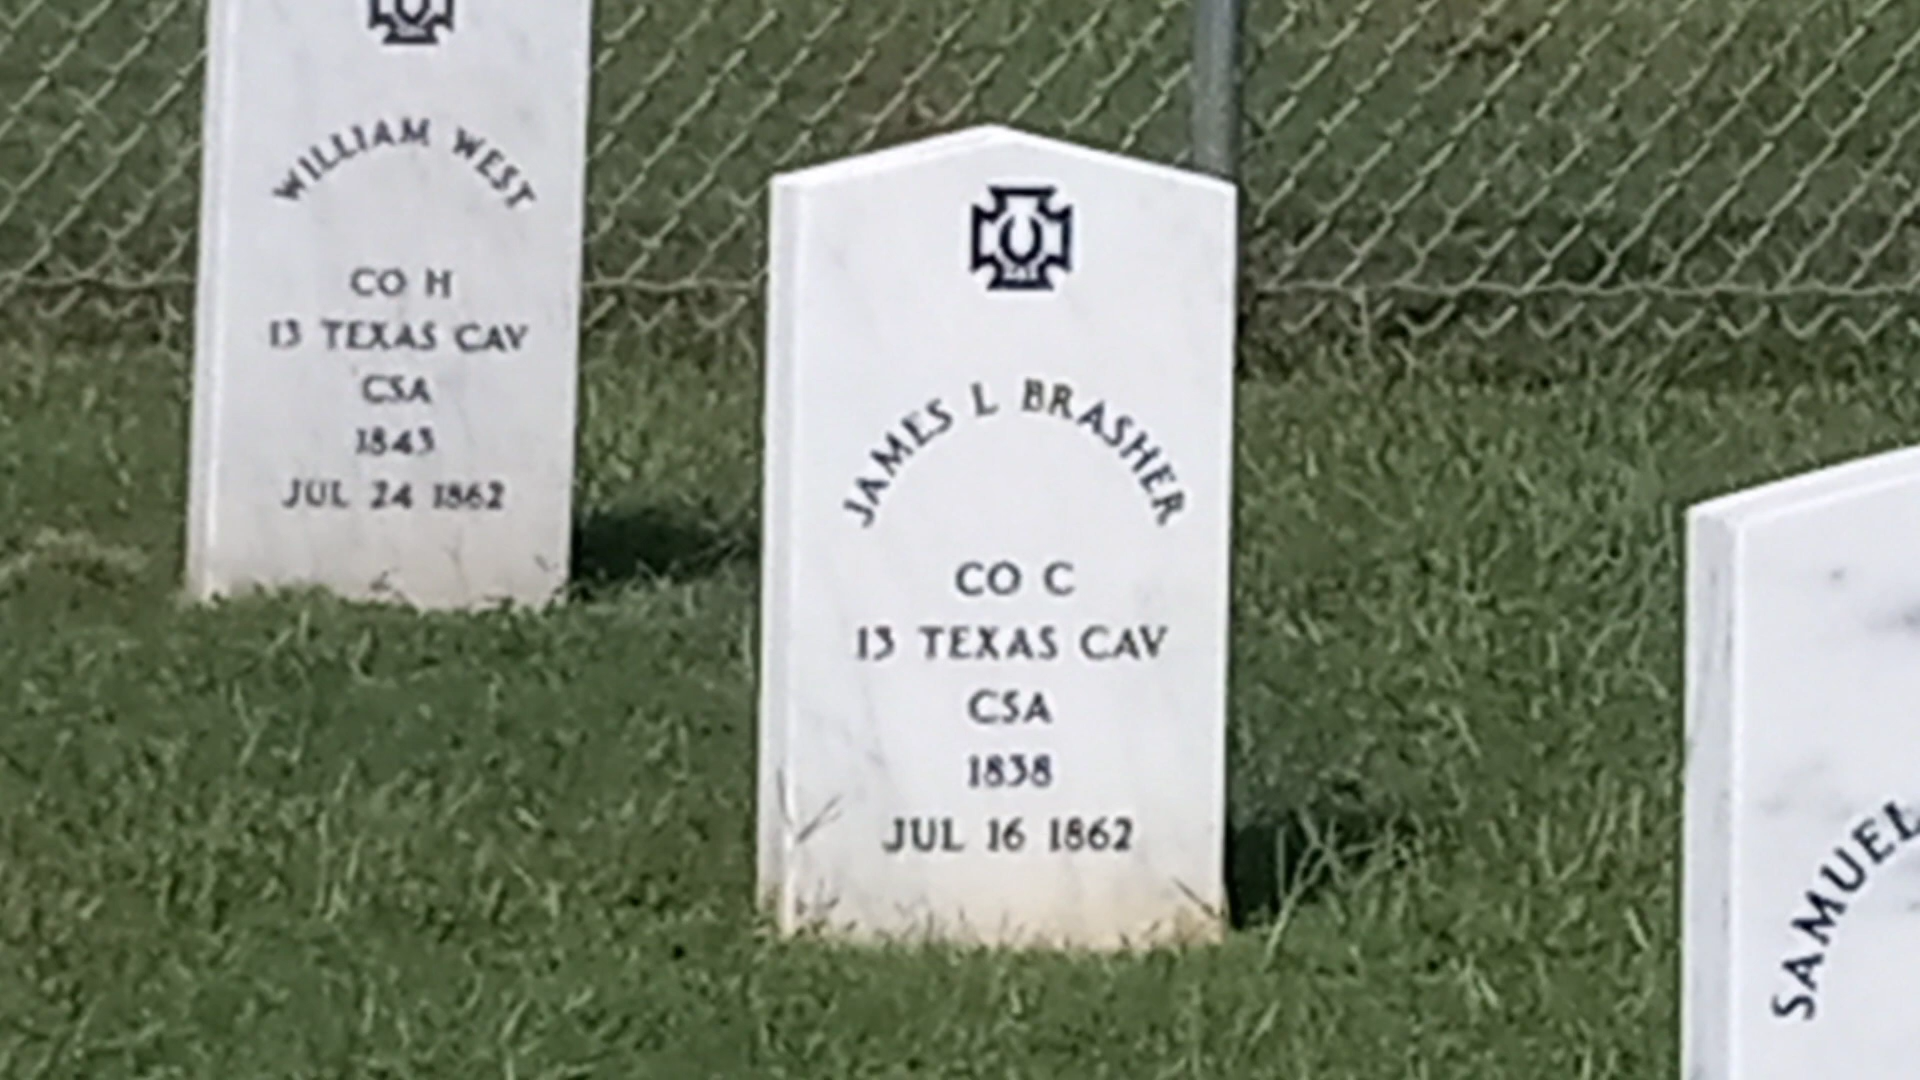 WILLIAM WEST
CO H
13 TEXAS CAV
CSA
1843
JUL 24 1862
JAMES L BRASHER
CO C
13 TEXAS CAV
CSA
1838
JUL 16 1862
SAMUEL